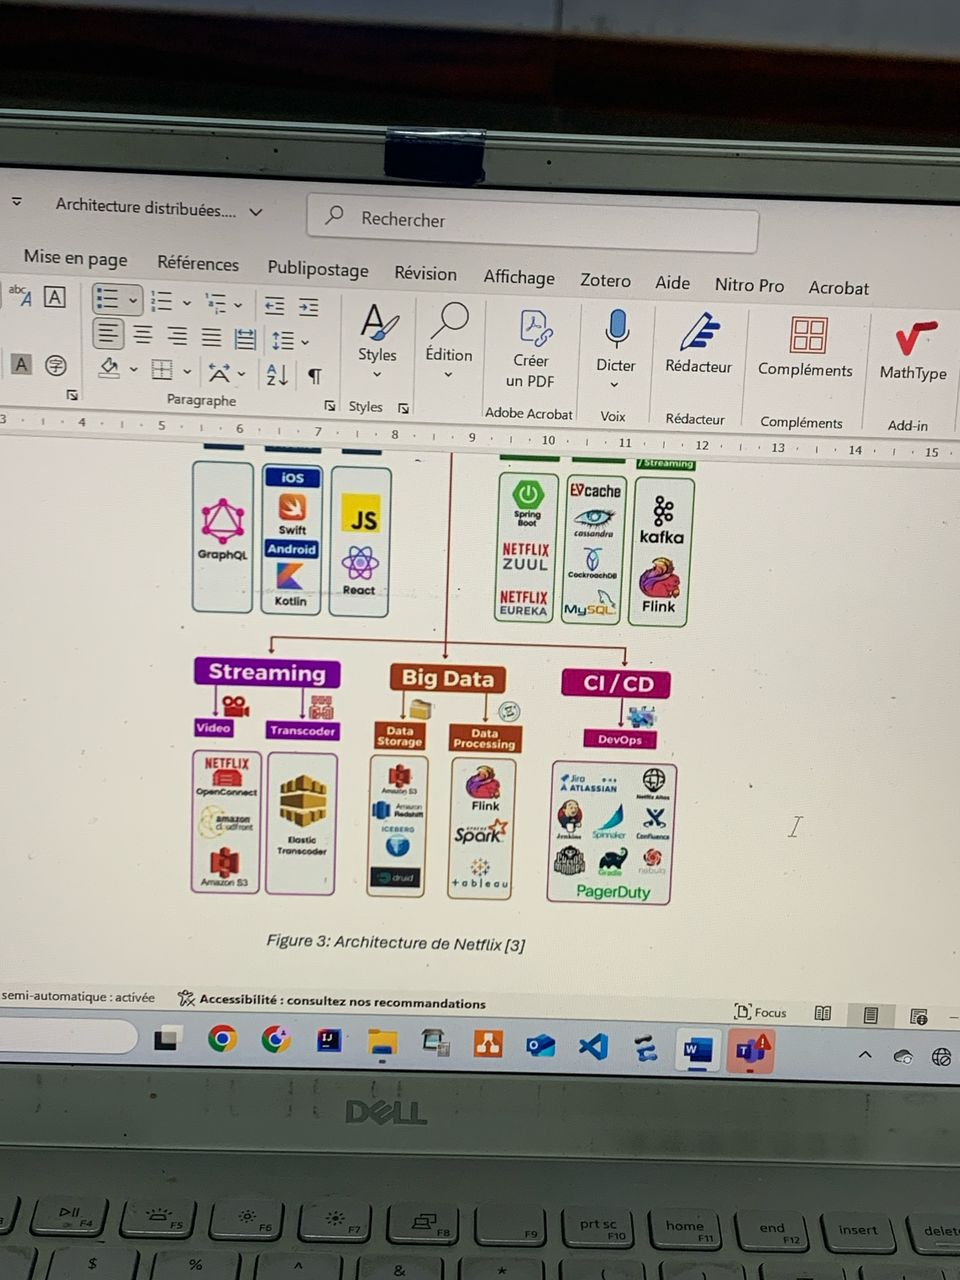 Architecture distribuées....
Rechercher
Mise en page Références Publipostage Révision Affichage Zotero Aide Nitro Pro Acrobat
abc A A
A 字
Styles
Édition
Créer
un PDF
Dicter
Rédacteur
Compléments
MathType
Paragraphe Styles Adobe Acrobat Voix Rédacteur Compléments Add-in
3 4 5 6 7 8 9 10 11 12 13 14 15
/ Streaming
GraphQL
iOS
Swift
Android
Kotlin
JS
React
Spring
Boot
NETFLIX
ZUUL
NETFLIX
EUREKA
EVcache
cassandra
CockroachDB
MySQL
kafka
Flink
Streaming
Video
Transcoder
NETFLIX
OpenConnect
amazon
cloudfront
Amazon S3
Elastic
Transcoder
Big Data
Data
Storage
Data
Processing
Amazon S3
Amazon
Redshift
ICEBERG
druid
Flink
APACHE
Spark
+ a b l e a u
CI / CD
DevOps
Jira
ATLASSIAN
Netflix Atlas
Jenkins
Spinnaker
Confluence
Gradle
nebula
PagerDuty
Figure 3: Architecture de Netflix [3]
semi-automatique : activée
Accessibilité : consultez nos recommandations
Focus
DELL
F4 F5 F6 F7 F8 F9
prt sc
F10
home
F11
end
F12
insert
$ % ^ & * (